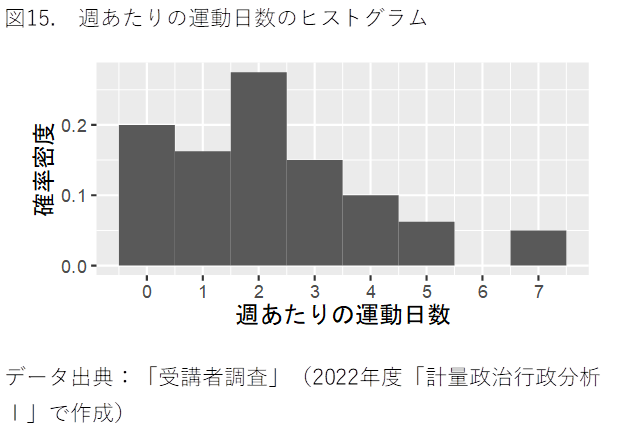 図15.　週あたりの運動日数のヒストグラム
0.2
0.1
0.0
確率密度
0 1 2 3 4 5 6 7
週あたりの運動日数
データ出典：「受講者調査」（2022年度「計量政治行政分析
Ⅰ」で作成）